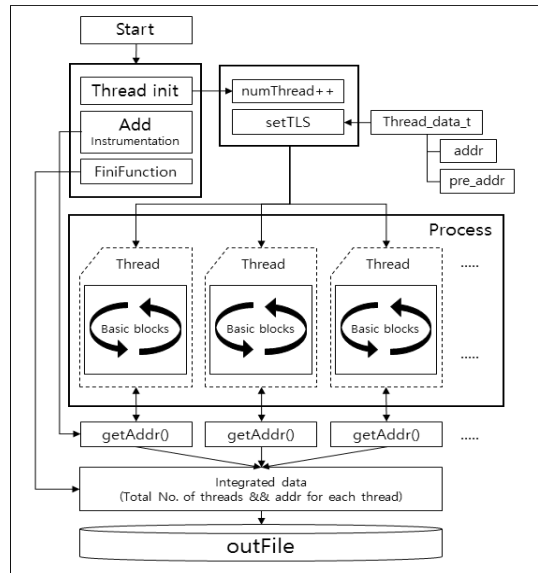 Start
Thread init
numThread++
Add
Instrumentation
setTLS
Thread_data_t
addr
FiniFunction
pre_addr
Process
Thread
Thread
Thread
.....
Basic blocks
Basic blocks
Basic blocks
.....
getAddr()
getAddr()
getAddr()
.....
Integrated data
(Total No. of threads && addr for each thread)
outFile